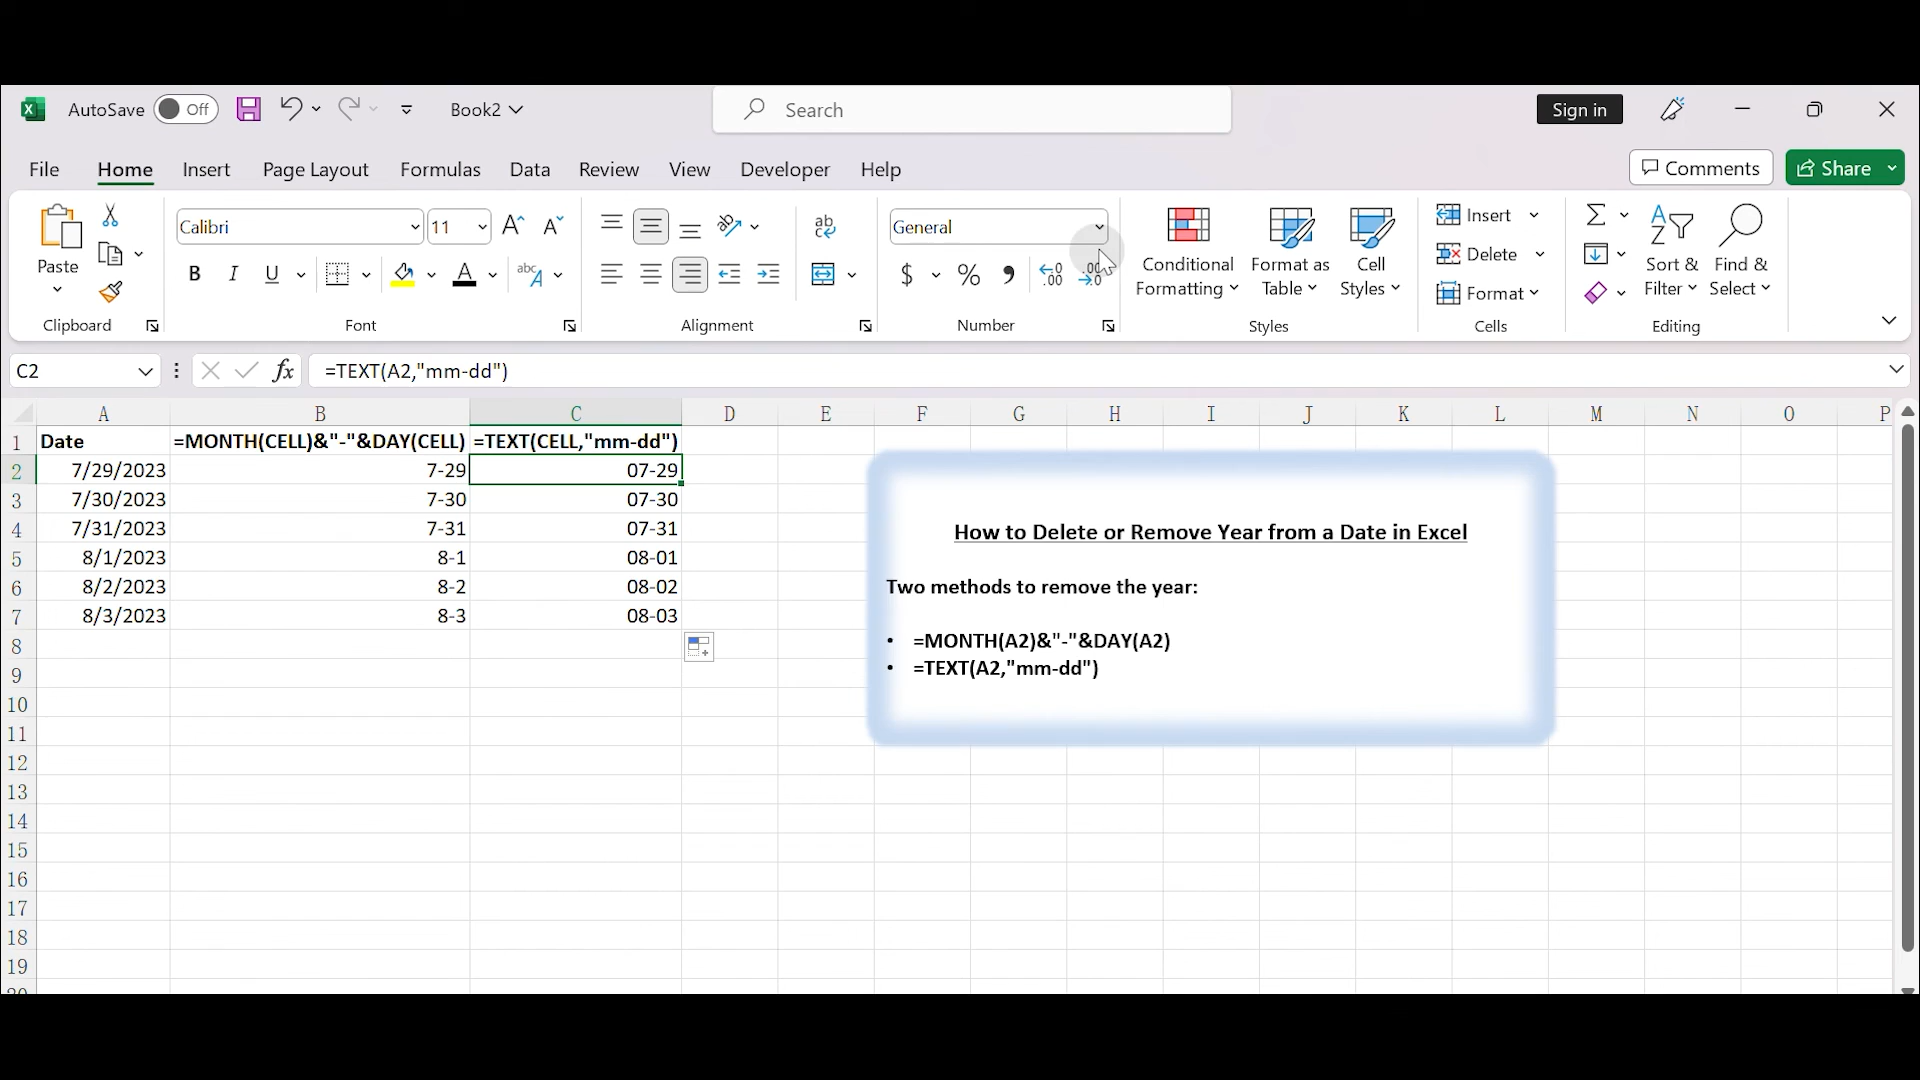 AutoSave Off Book2 Search Sign in
File Home Insert Page Layout Formulas Data Review View Developer Help Comments Share
Calibri 11 ab General Insert
Paste B I U A $ % Conditional Formatting Format as Table Cell Styles Delete Sort & Filter Find & Select
Format
Clipboard Font Alignment Number Styles Cells Editing
C2 fx =TEXT(A2,"mm-dd")
A B C D E F G H I J K L M N O P
1 Date =MONTH(CELL)&"-"&DAY(CELL) =TEXT(CELL,"mm-dd")
2 7/29/2023 7-29 07-29
3 7/30/2023 7-30 07-30
4 7/31/2023 7-31 07-31
5 8/1/2023 8-1 08-01
6 8/2/2023 8-2 08-02
7 8/3/2023 8-3 08-03
8
9
10
11
12
13
14
15
16
17
18
19
How to Delete or Remove Year from a Date in Excel
Two methods to remove the year:
• =MONTH(A2)&"-"&DAY(A2)
• =TEXT(A2,"mm-dd")